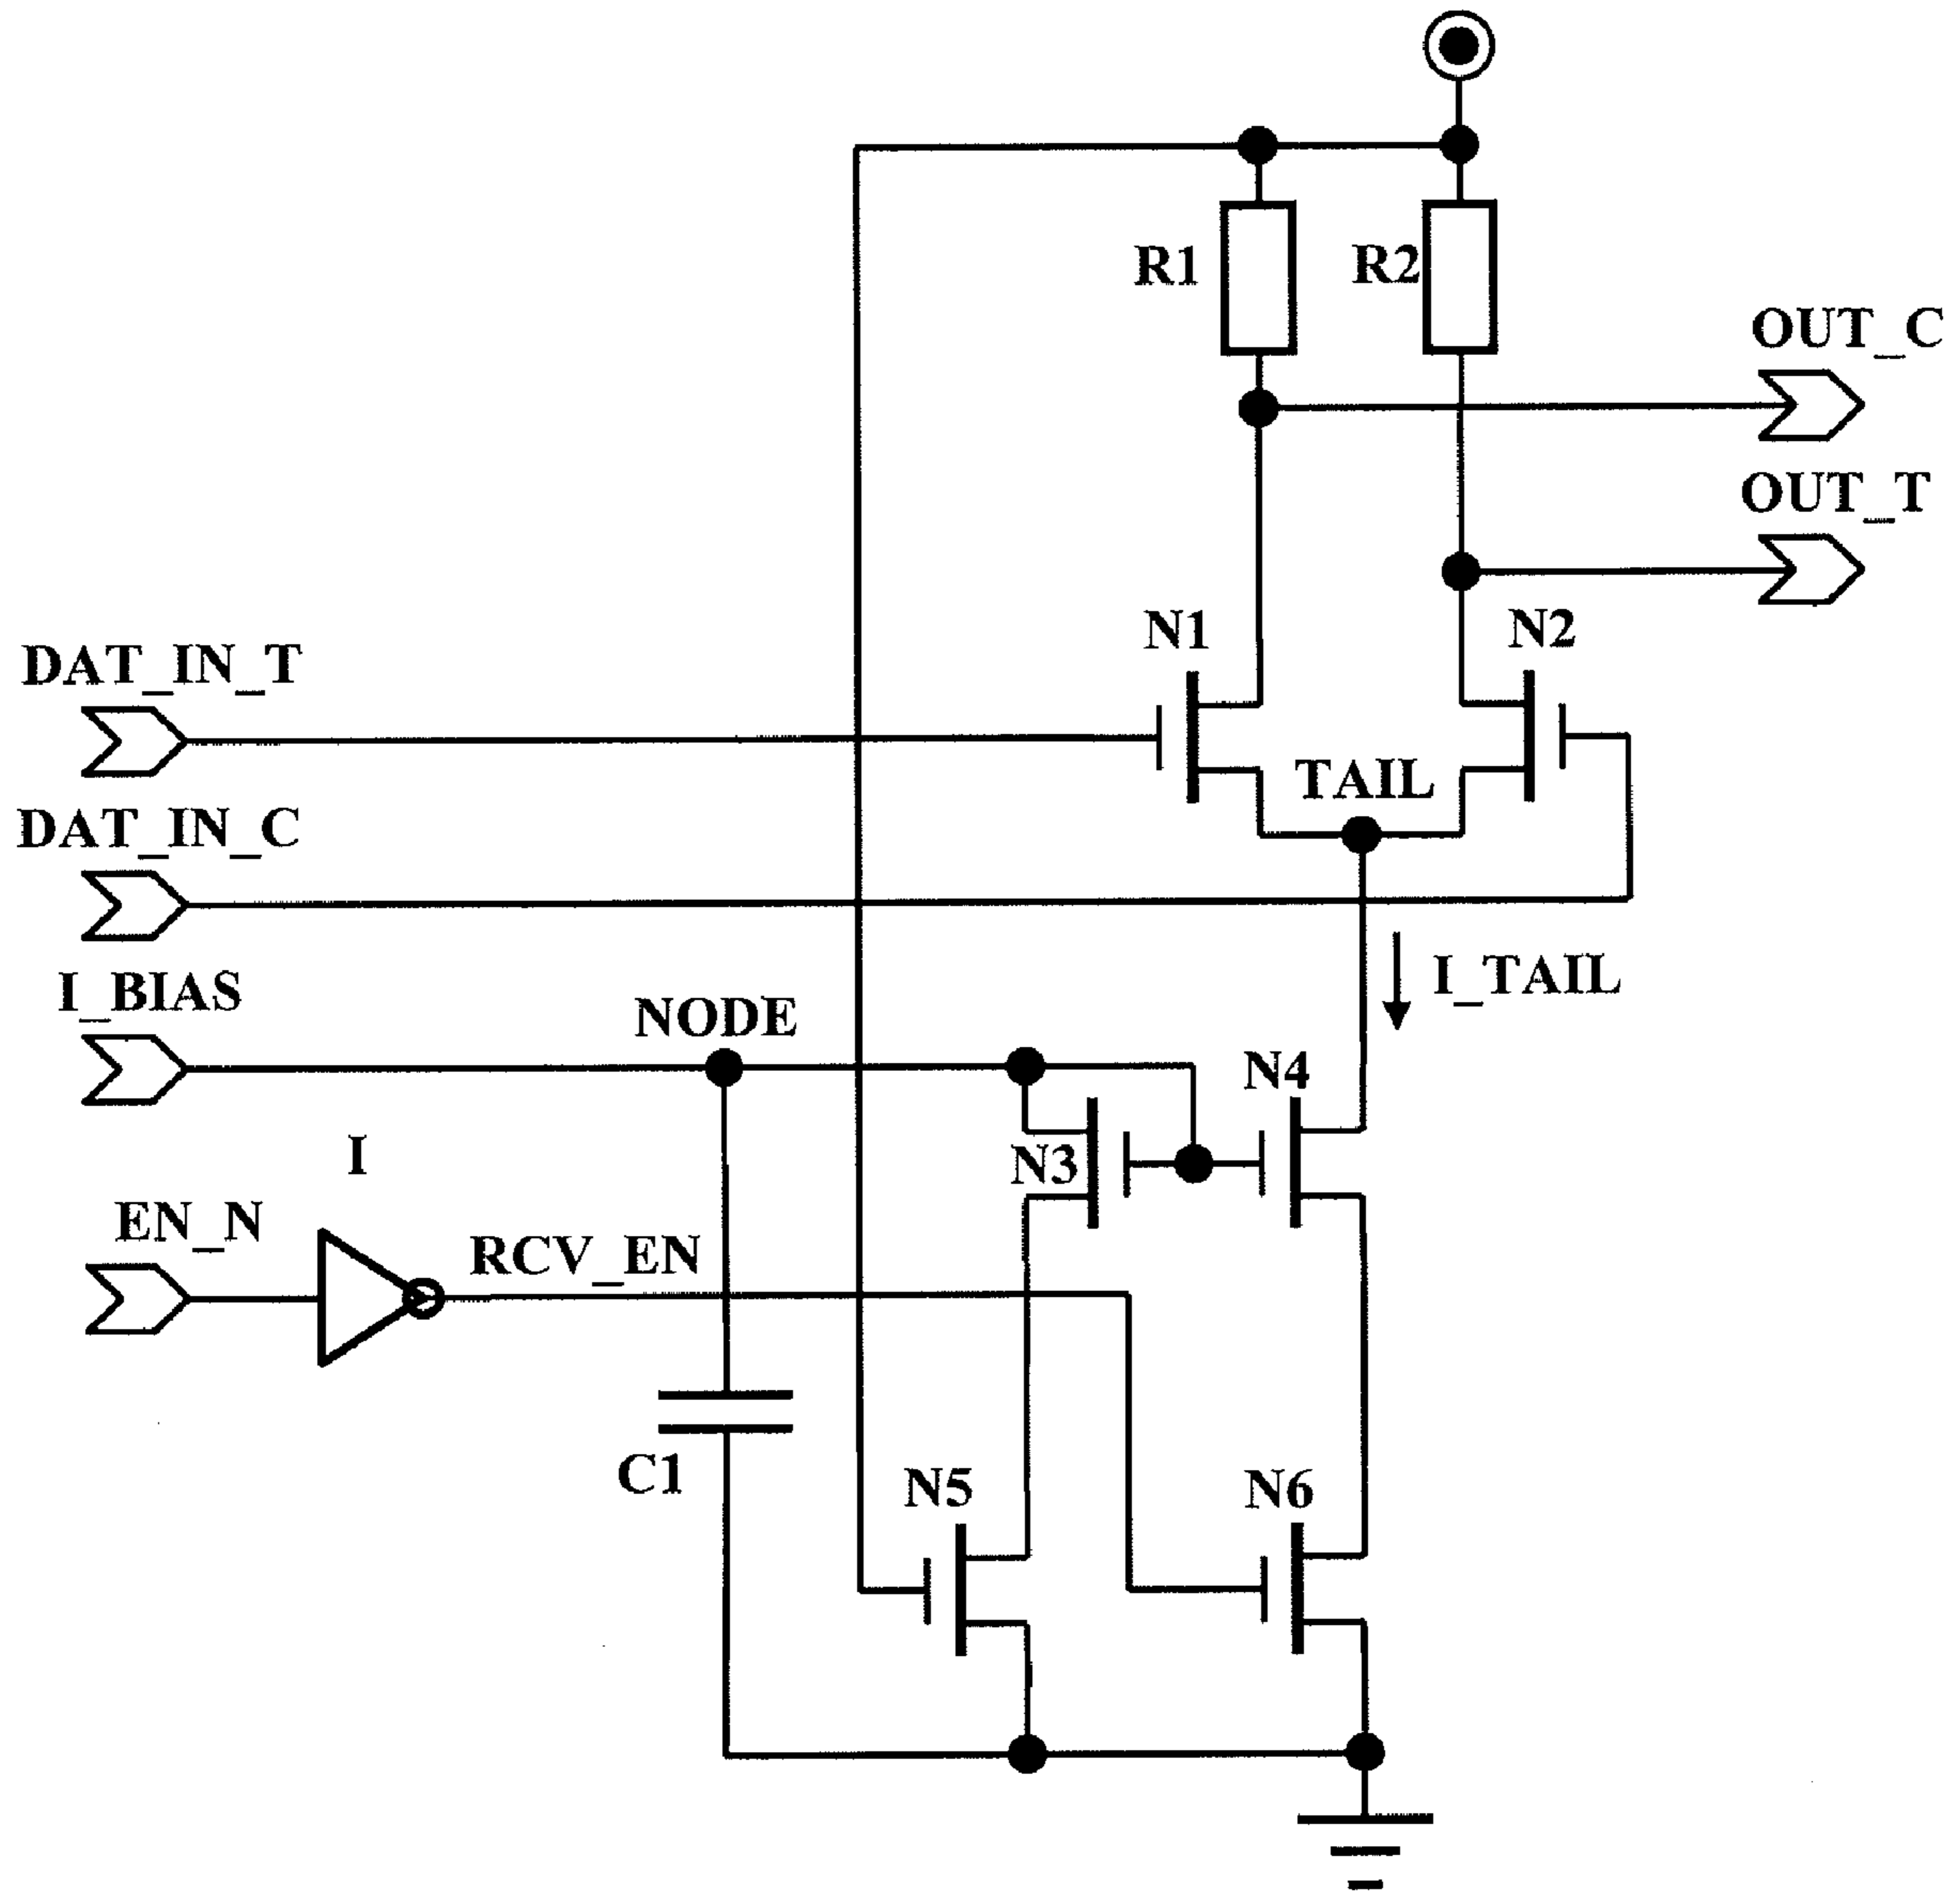 R1
R2
OUT_C
OUT_T
N1
N2
DAT_IN_T
TAIL
DAT_IN_C
I_BIAS
I_TAIL
NODE
N4
I
N3
EN_N
RCV_EN
C1
N5
N6